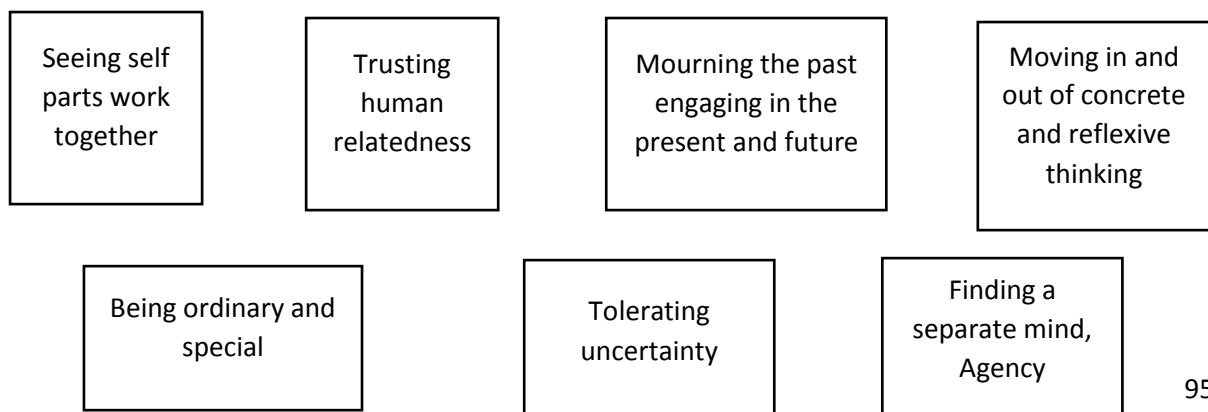 Seeing self
parts work
together
Trusting
human
relatedness
Mourning the past
engaging in the
present and future
Moving in and
out of concrete
and reflexive
thinking
Being ordinary and
special
Tolerating
uncertainty
Finding a
separate mind,
Agency
95